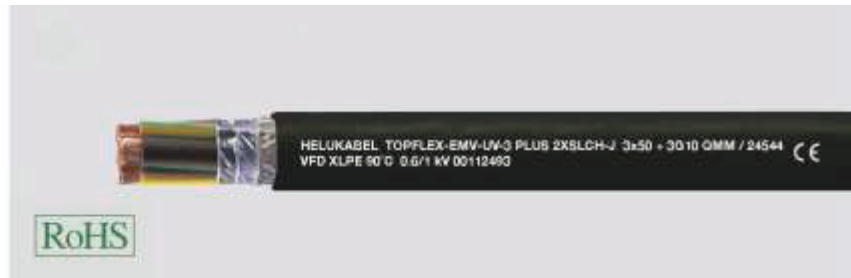 HELUKABEL TOPFLEX-EMV-UV-3 PLUS 2XSLCH-J 3x50 + 3G10 QMM / 24544 CE
VFD XLPE 90°C 0.6/1 kV 00112493
RoHS